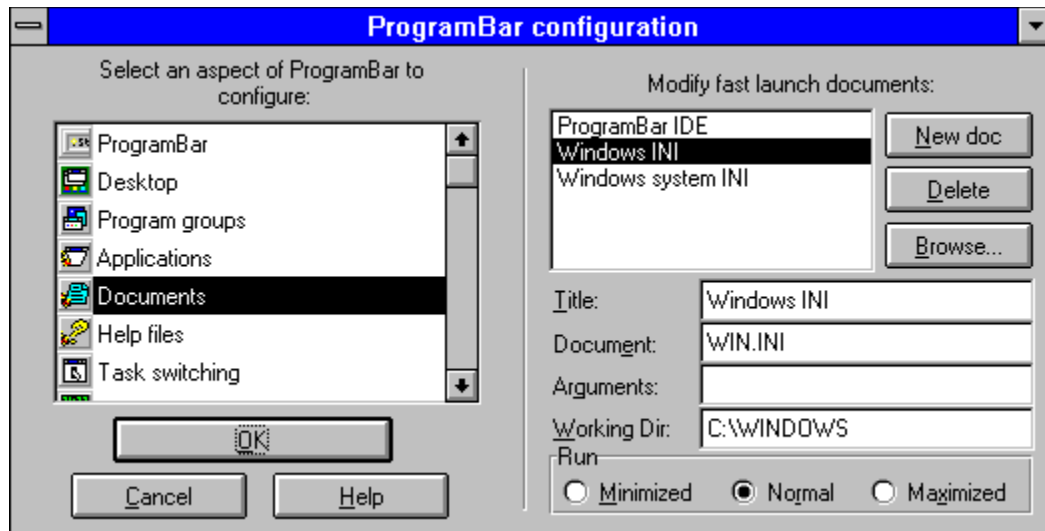 ProgramBar configuration
Select an aspect of ProgramBar to
configure:
ProgramBar
Desktop
Program groups
Applications
Documents
Help files
Task switching
OK
Cancel
Help
Modify fast launch documents:
ProgramBar IDE
Windows INI
Windows system INI
New doc
Delete
Browse...
Title:
Windows INI
Document:
WIN.INI
Arguments:
Working Dir:
C:\WINDOWS
Run
Minimized
Normal
Maximized